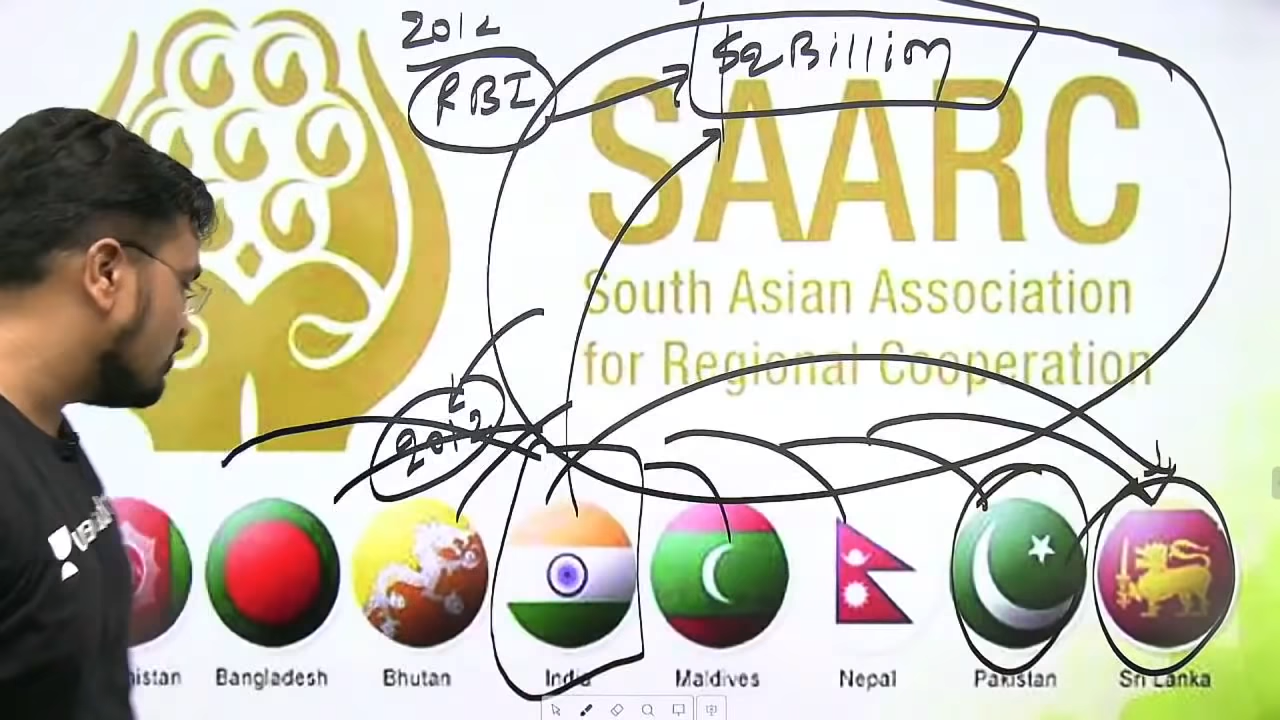 2012
RBI
$2 Billion
SAARC
South Asian Association
for Regional Cooperation
2012
nistan
Bangladesh
Bhutan
India
Maldives
Nepal
Pakistan
Sri Lanka